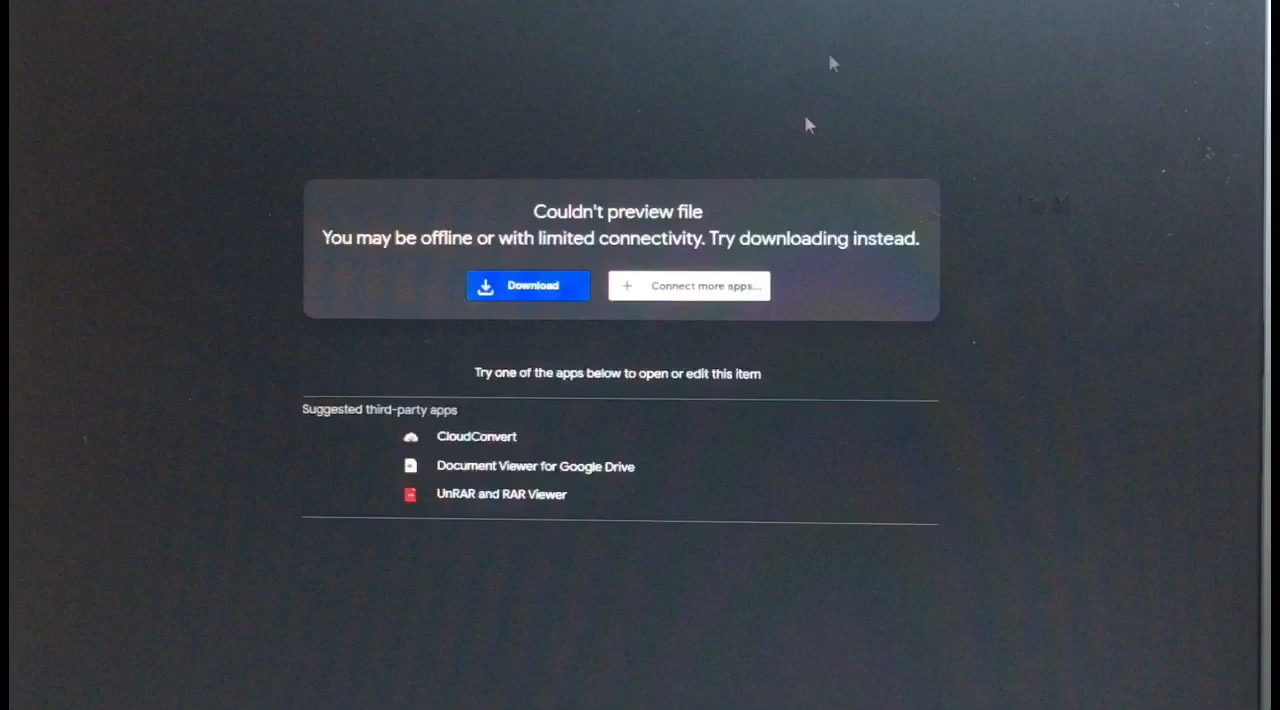 Couldn't preview file
You may be offline or with limited connectivity. Try downloading instead.
Download
Connect more apps...
Try one of the apps below to open or edit this item
Suggested third-party apps
CloudConvert
Document Viewer for Google Drive
UnRAR and RAR Viewer